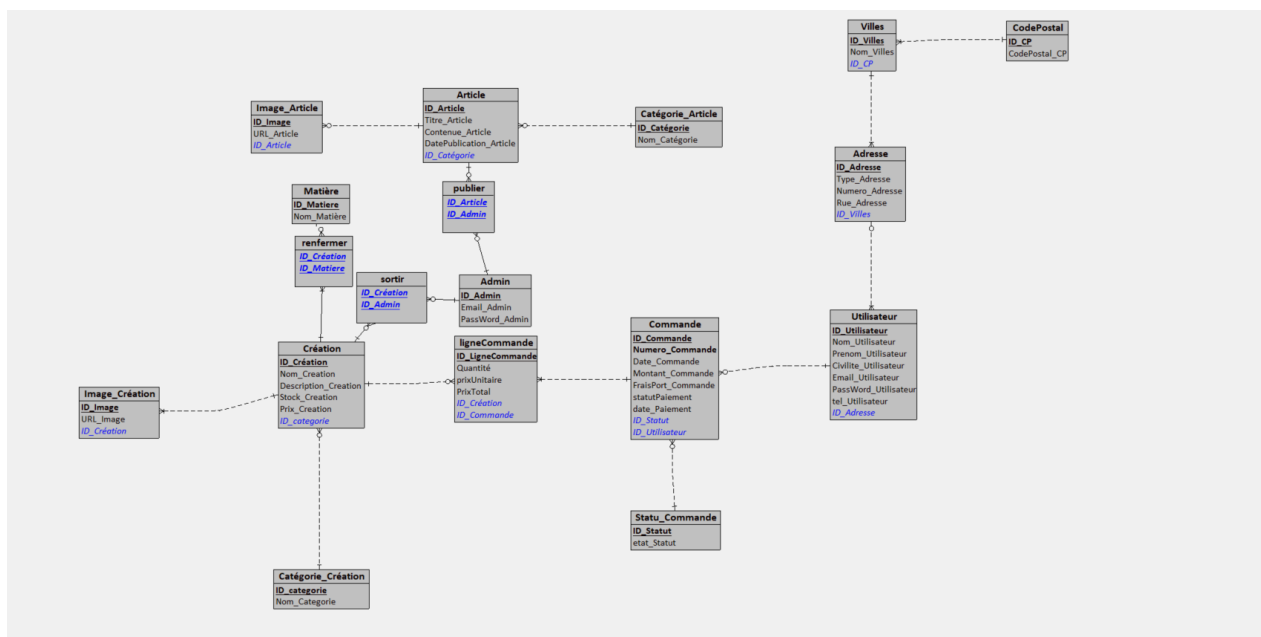 Villes
ID_Villes
Nom_Villes
ID_CP
CodePostal
ID_CP
CodePostal_CP
Article
ID_Article
Titre_Article
Contenue_Article
DatePublication_Article
ID_Catégorie
Image_Article
ID_Image
URL_Article
ID_Article
Catégorie_Article
ID_Catégorie
Nom_Catégorie
Adresse
ID_Adresse
Type_Adresse
Numero_Adresse
Rue_Adresse
ID_Villes
Matière
ID_Matiere
Nom_Matière
publier
ID_Article
ID_Admin
renfermer
ID_Création
ID_Matiere
sortir
ID_Création
ID_Admin
Admin
ID_Admin
Email_Admin
PassWord_Admin
Utilisateur
ID_Utilisateur
Nom_Utilisateur
Prenom_Utilisateur
Civilite_Utilisateur
Email_Utilisateur
PassWord_Utilisateur
tel_Utilisateur
ID_Adresse
Commande
ID_Commande
Numero_Commande
Date_Commande
Montant_Commande
FraisPort_Commande
statutPaiement
date_Paiement
ID_Statut
ID_Utilisateur
ligneCommande
ID_LigneCommande
Quantité
prixUnitaire
PrixTotal
ID_Création
ID_Commande
Création
ID_Création
Nom_Creation
Description_Creation
Stock_Creation
Prix_Creation
ID_categorie
Image_Création
ID_Image
URL_Image
ID_Création
Statu_Commande
ID_Statut
etat_Statut
Catégorie_Création
ID_categorie
Nom_Categorie